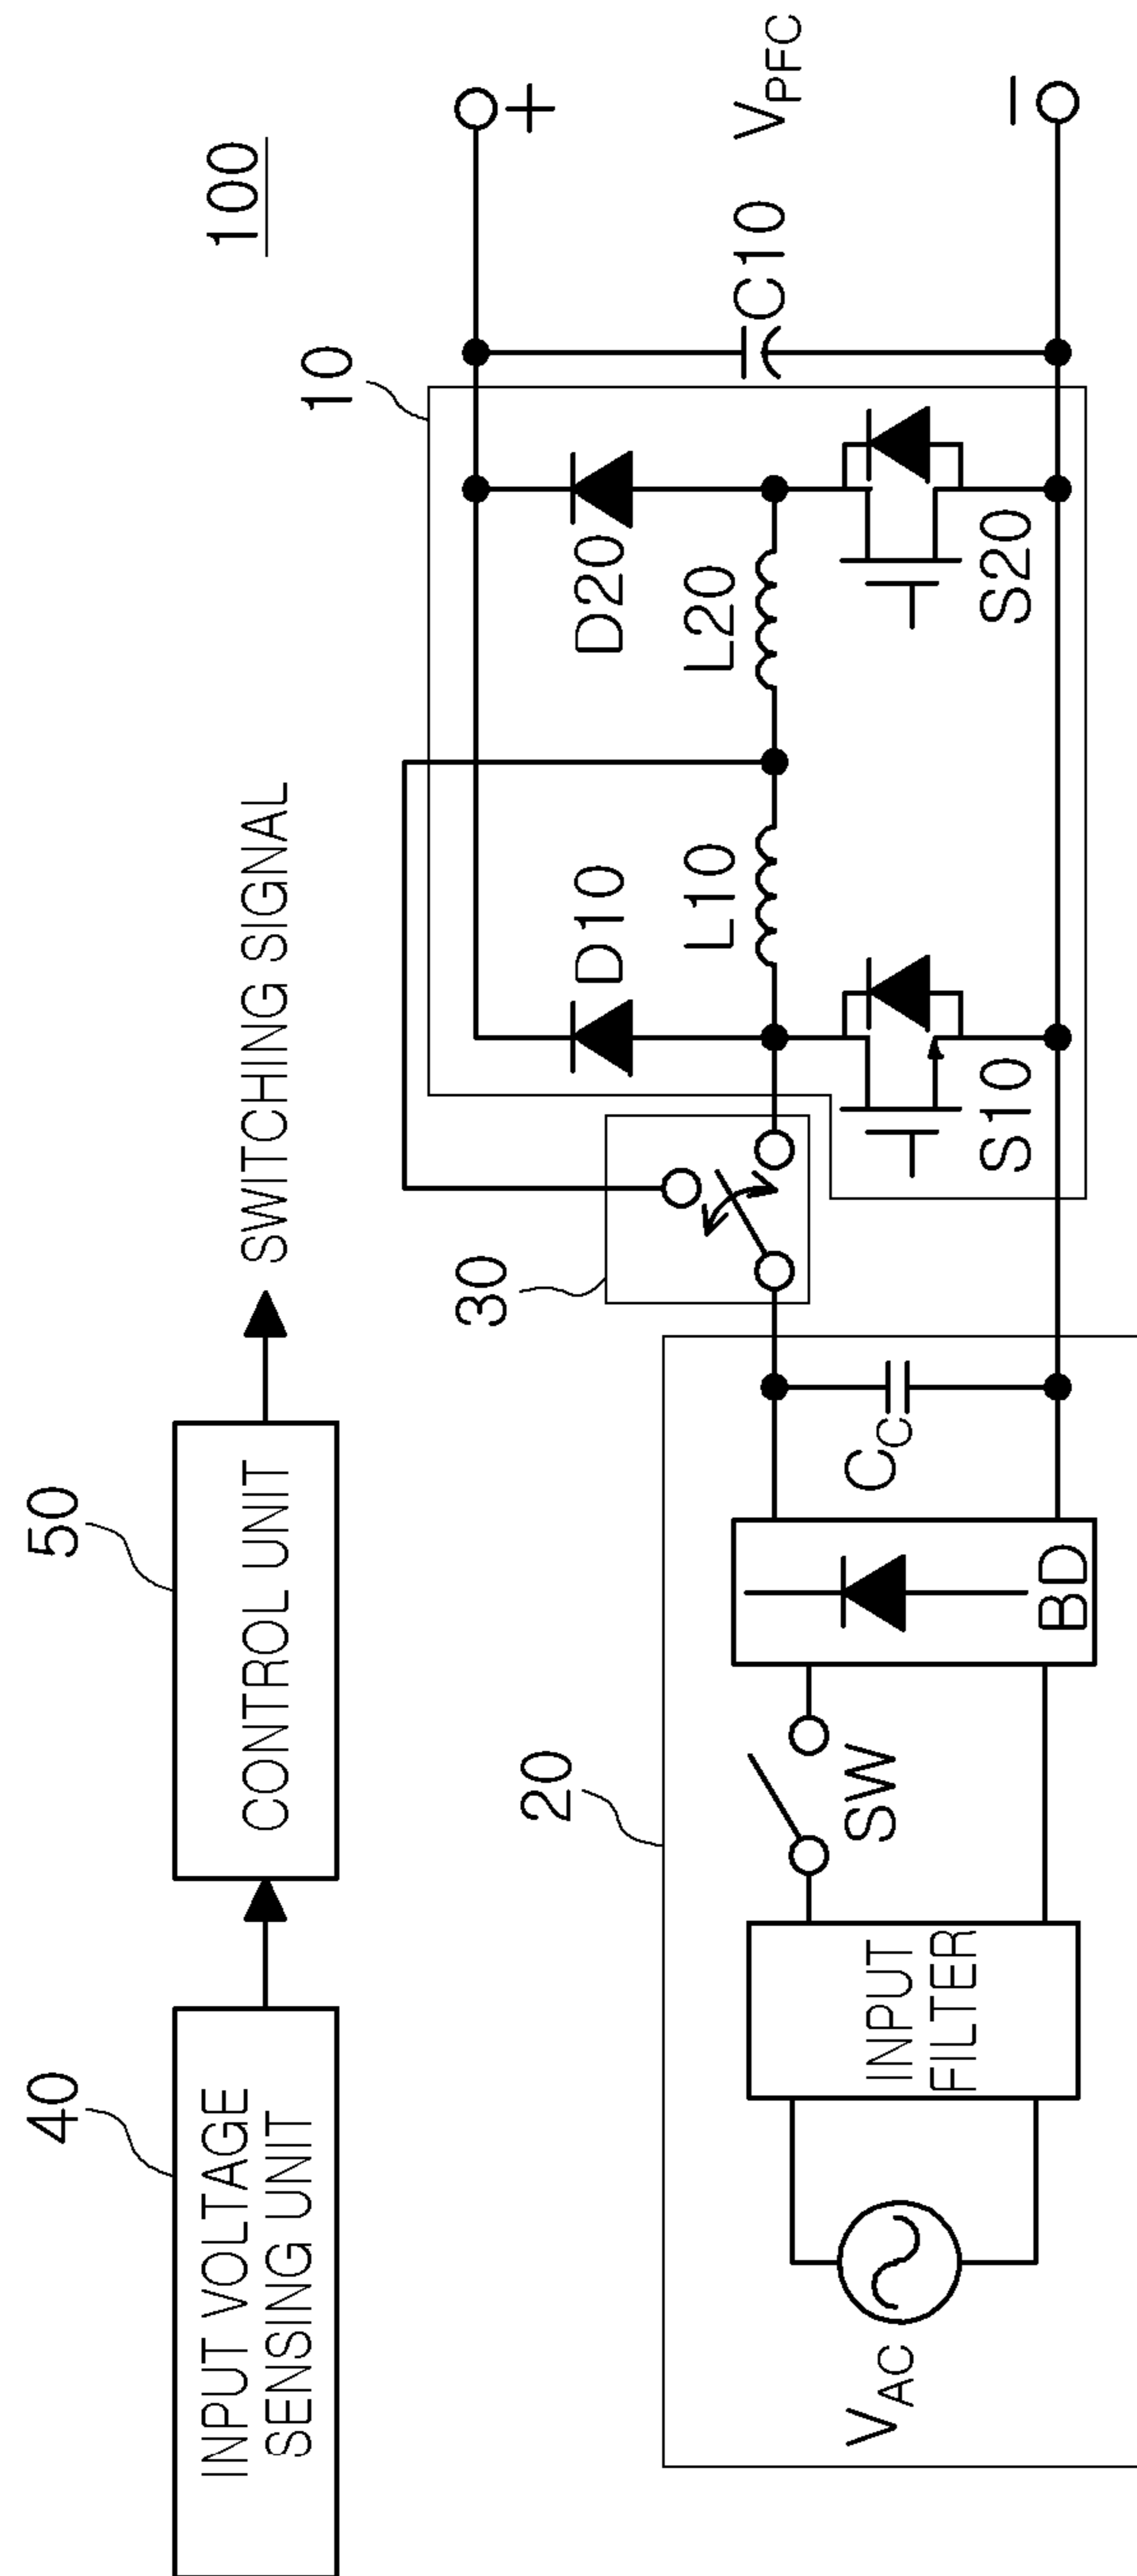 100
40
50
INPUT VOLTAGE
SENSING UNIT
CONTROL UNIT
SWITCHING SIGNAL
10
30
20
D10
D20
L10
L20
+
C10
V_PFC
−
S10
S20
C_C
SW
BD
INPUT
FILTER
V_AC